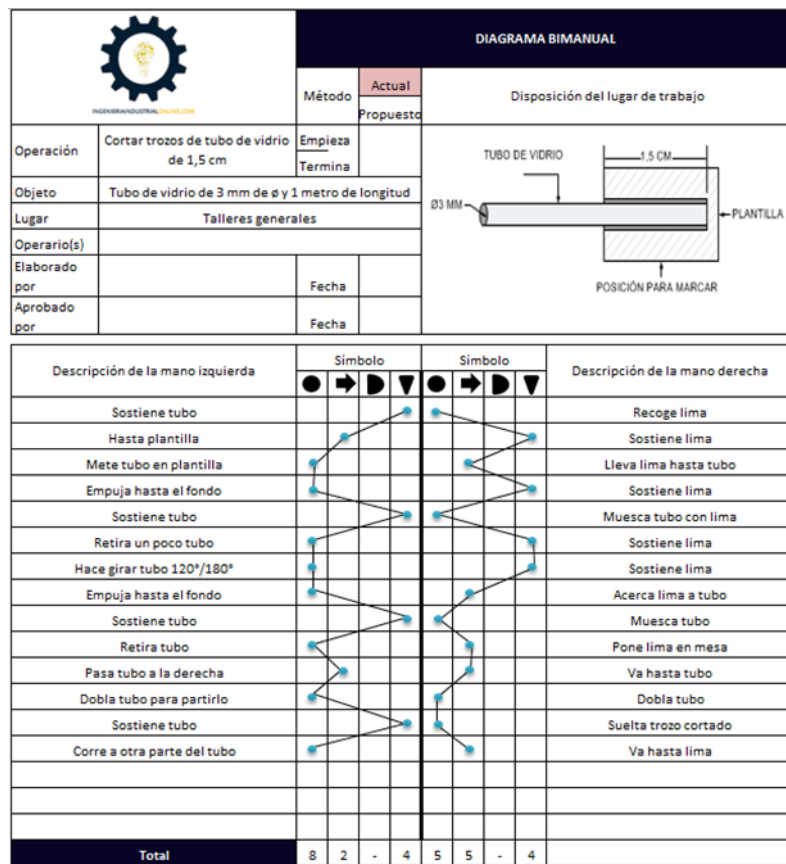 DIAGRAMA BIMANUAL
INGENIERIAINDUSTRIALONLINE.COM
Método
Actual
Propuesto
Disposición del lugar de trabajo
Operación
Cortar trozos de tubo de vidrio
de 1,5 cm
Empieza
Termina
Objeto
Tubo de vidrio de 3 mm de ø y 1 metro de longitud
Lugar
Talleres generales
Operario(s)
Elaborado
por
Fecha
Aprobado
por
Fecha
TUBO DE VIDRIO
1,5 CM
Ø3 MM
PLANTILLA
POSICIÓN PARA MARCAR
Descripción de la mano izquierda
Símbolo
Símbolo
Descripción de la mano derecha
Sostiene tubo
Recoge lima
Hasta plantilla
Sostiene lima
Mete tubo en plantilla
Lleva lima hasta tubo
Empuja hasta el fondo
Sostiene lima
Sostiene tubo
Muesca tubo con lima
Retira un poco tubo
Sostiene lima
Hace girar tubo 120°/180°
Sostiene lima
Empuja hasta el fondo
Acerca lima a tubo
Sostiene tubo
Muesca tubo
Retira tubo
Pone lima en mesa
Pasa tubo a la derecha
Va hasta tubo
Dobla tubo para partirlo
Dobla tubo
Sostiene tubo
Suelta trozo cortado
Corre a otra parte del tubo
Va hasta lima
Total 8 2 - 4 5 5 - 4